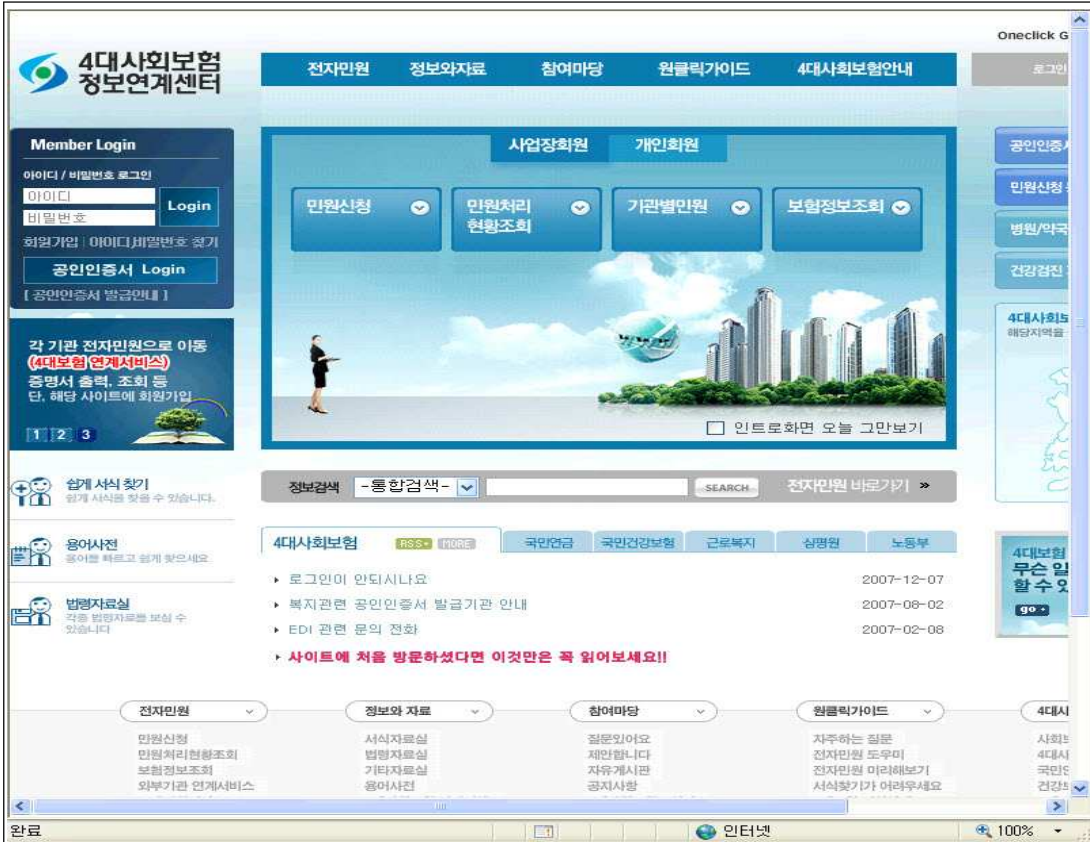 Oneclick G
4대사회보험
정보연계센터
전자민원 정보와자료 참여마당 원클릭가이드 4대사회보험안내
로그인
Member Login
아이디 / 비밀번호 로그인
아이디
비밀번호
Login
회원가입 | 아이디,비밀번호 찾기
공인인증서 Login
[ 공인인증서 발급안내 ]
사업장회원 개인회원
민원신청
민원처리
현황조회
기관별민원
보험정보조회
공인인증서
민원신청
병원/약국
건강검진
4대사회보
해당지역을
각 기관 전자민원으로 이동
(4대보험 연계서비스)
증명서 출력, 조회 등
단, 해당 사이트에 회원가입
1 2 3
www
인트로화면 오늘 그만보기
쉽게 서식 찾기
쉽게 서식을 찾을 수 있습니다.
용어사전
용어를 빠르고 쉽게 찾으세요
법령자료실
각종 법령자료를 보실 수
있습니다
정보검색 -통합검색- SEARCH 전자민원 바로가기 »
4대사회보험 RSS+ MORE 국민연금 국민건강보험 근로복지 심평원 노동부
로그인이 안되시나요 2007-12-07
복지관련 공인인증서 발급기관 안내 2007-08-02
EDI 관련 문의 전화 2007-02-08
사이트에 처음 방문하셨다면 이것만은 꼭 읽어보세요!!
4대보험
무슨 일
할 수 있
go
전자민원 정보와 자료 참여마당 원클릭가이드 4대사
민원신청 서식자료실 질문있어요 자주하는 질문 사회보
민원처리현황조회 법령자료실 제안합니다 전자민원 도우미 4대사
보험정보조회 기타자료실 자유게시판 전자민원 미리해보기 국민연
외부기관 연계서비스 용어사전 공지사항 서식찾기가 어려우세요 건강보
완료 인터넷 100%